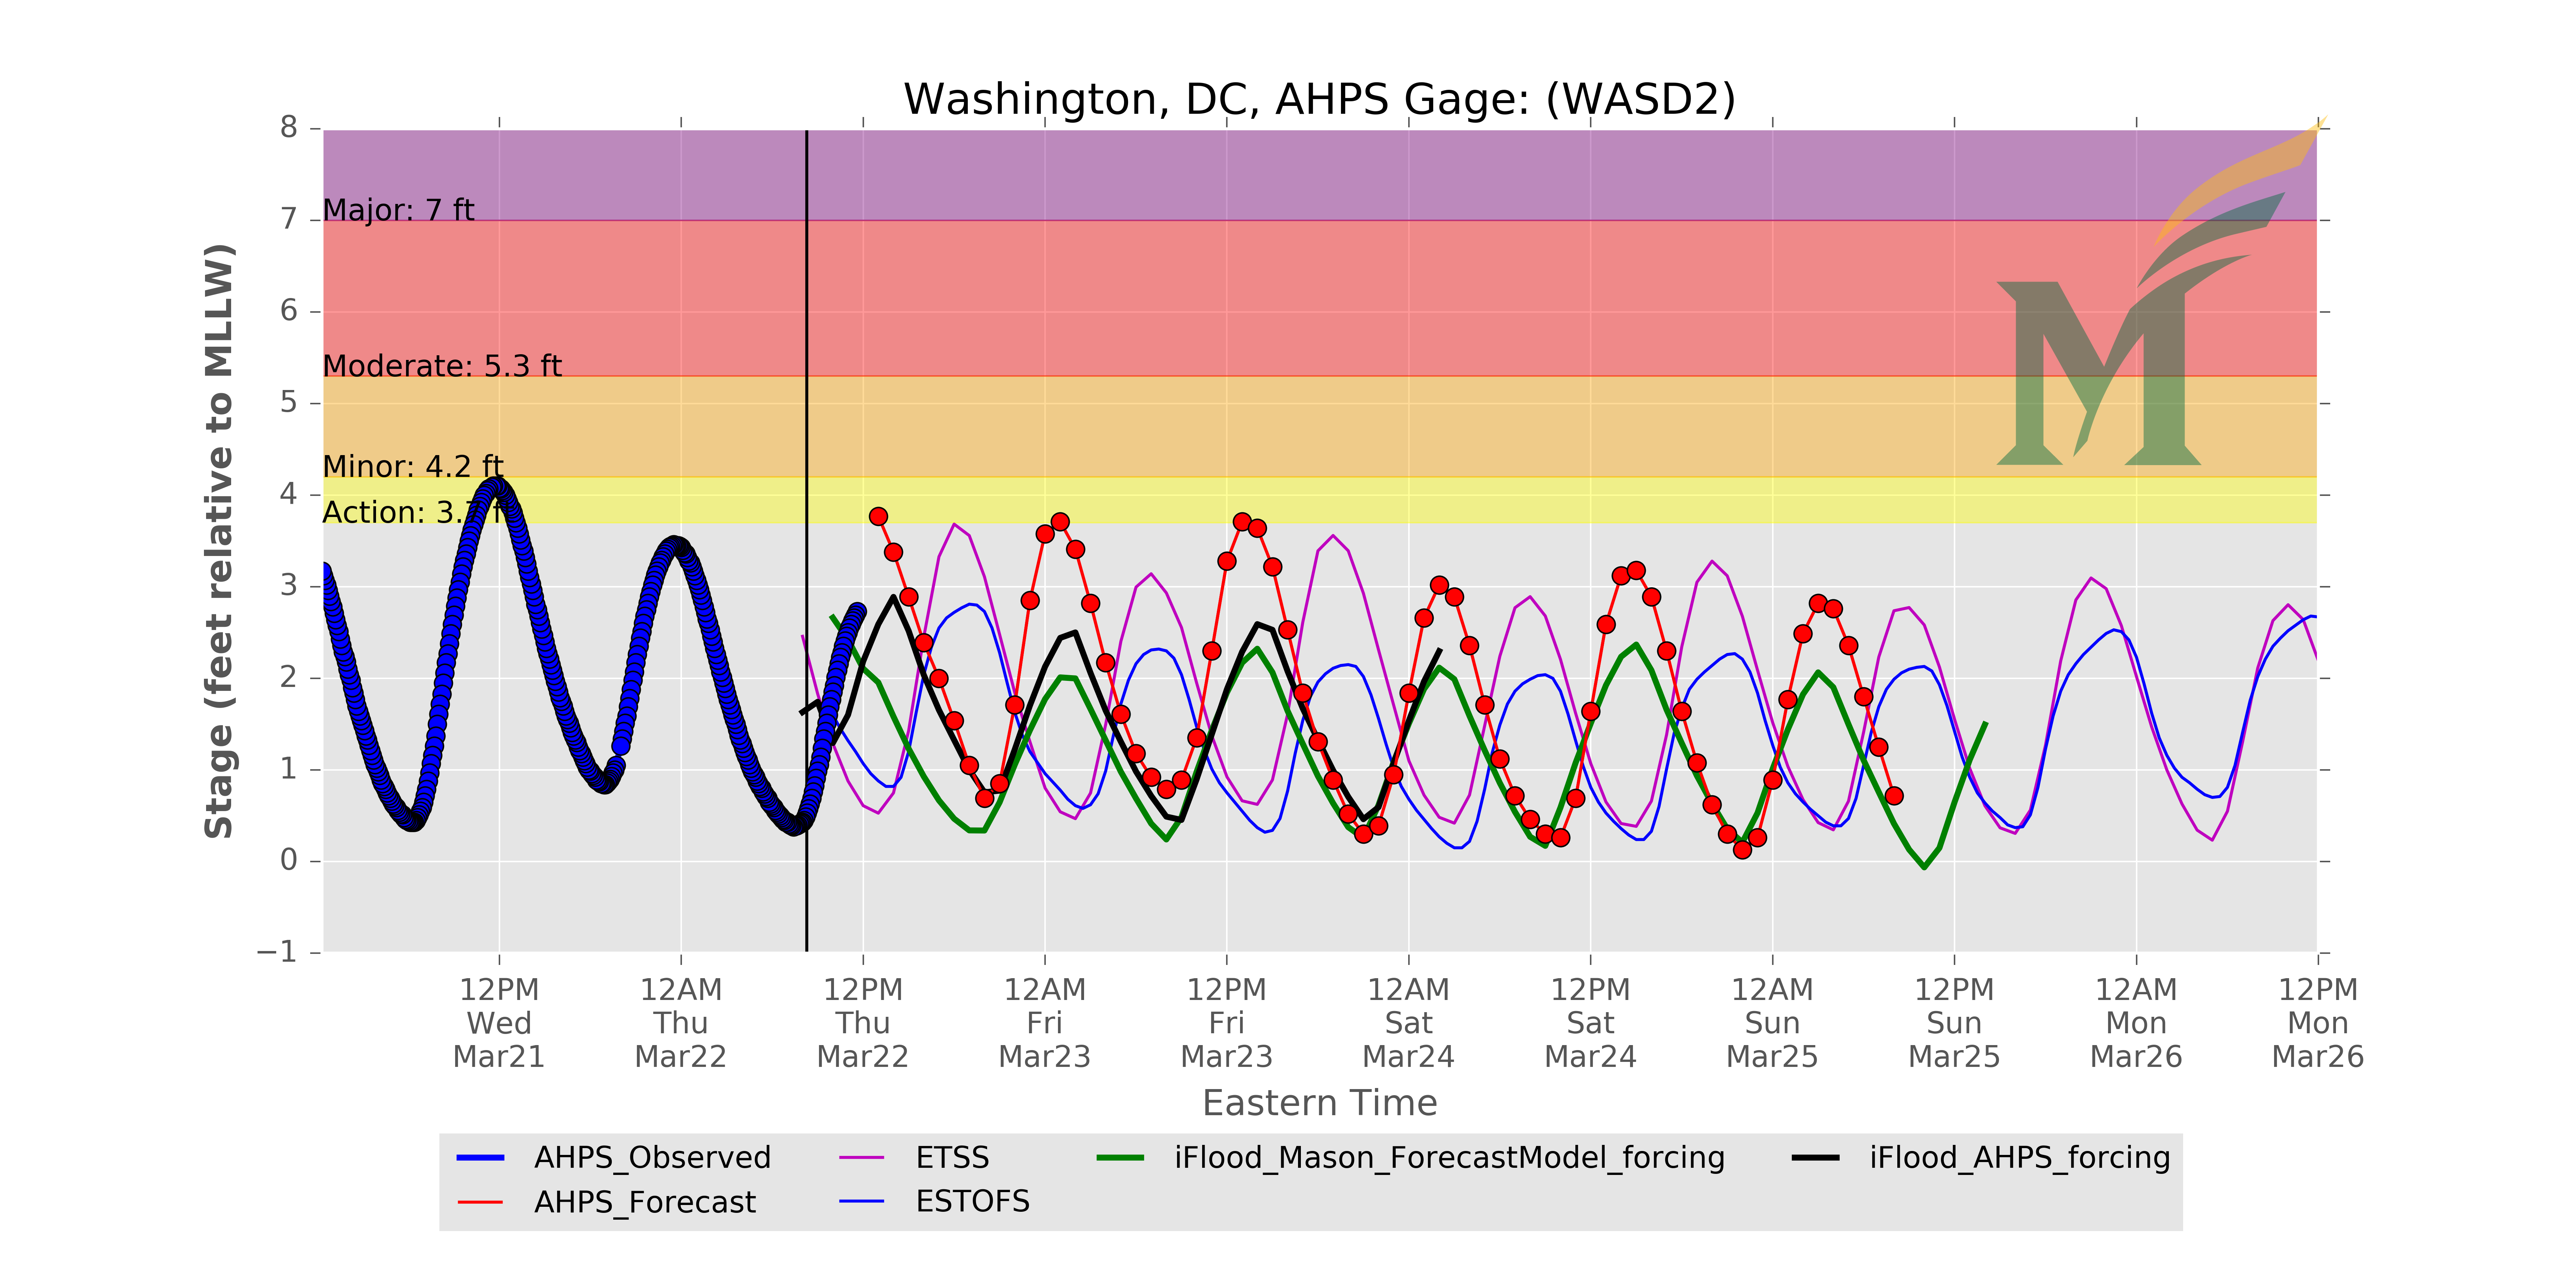 Washington, DC, AHPS Gage: (WASD2)
8
7
6
5
4
3
2
1
0
−1
Stage (feet relative to MLLW)
Major: 7 ft
Moderate: 5.3 ft
Minor: 4.2 ft
Action: 3.7 ft
12PM 12AM 12PM 12AM 12PM 12AM 12PM 12AM 12PM 12AM 12PM
Wed Thu Thu Fri Fri Sat Sat Sun Sun Mon Mon
Mar21 Mar22 Mar22 Mar23 Mar23 Mar24 Mar24 Mar25 Mar25 Mar26 Mar26
Eastern Time
AHPS_Observed ETSS iFlood_Mason_ForecastModel_forcing iFlood_AHPS_forcing
AHPS_Forecast ESTOFS
M